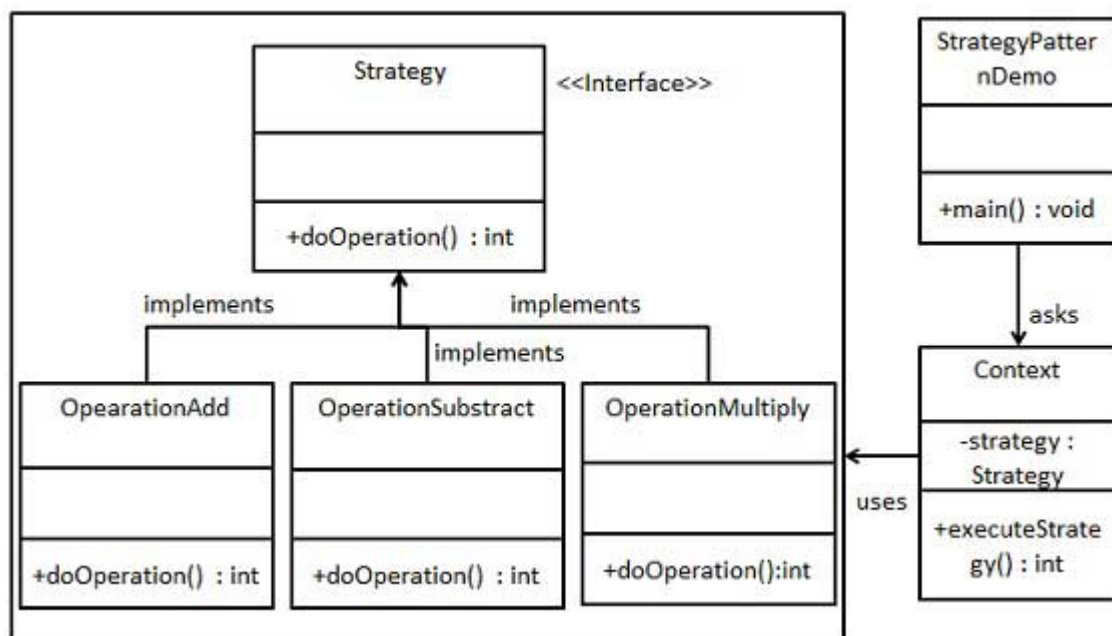 Strategy
<<Interface>>
+doOperation() : int
implements
implements
implements
OpearationAdd
+doOperation() : int
OperationSubstract
+doOperation() : int
OperationMultiply
+doOperation():int
StrategyPatter
nDemo
+main() : void
asks
Context
-strategy :
Strategy
+executeStrate
gy() : int
uses